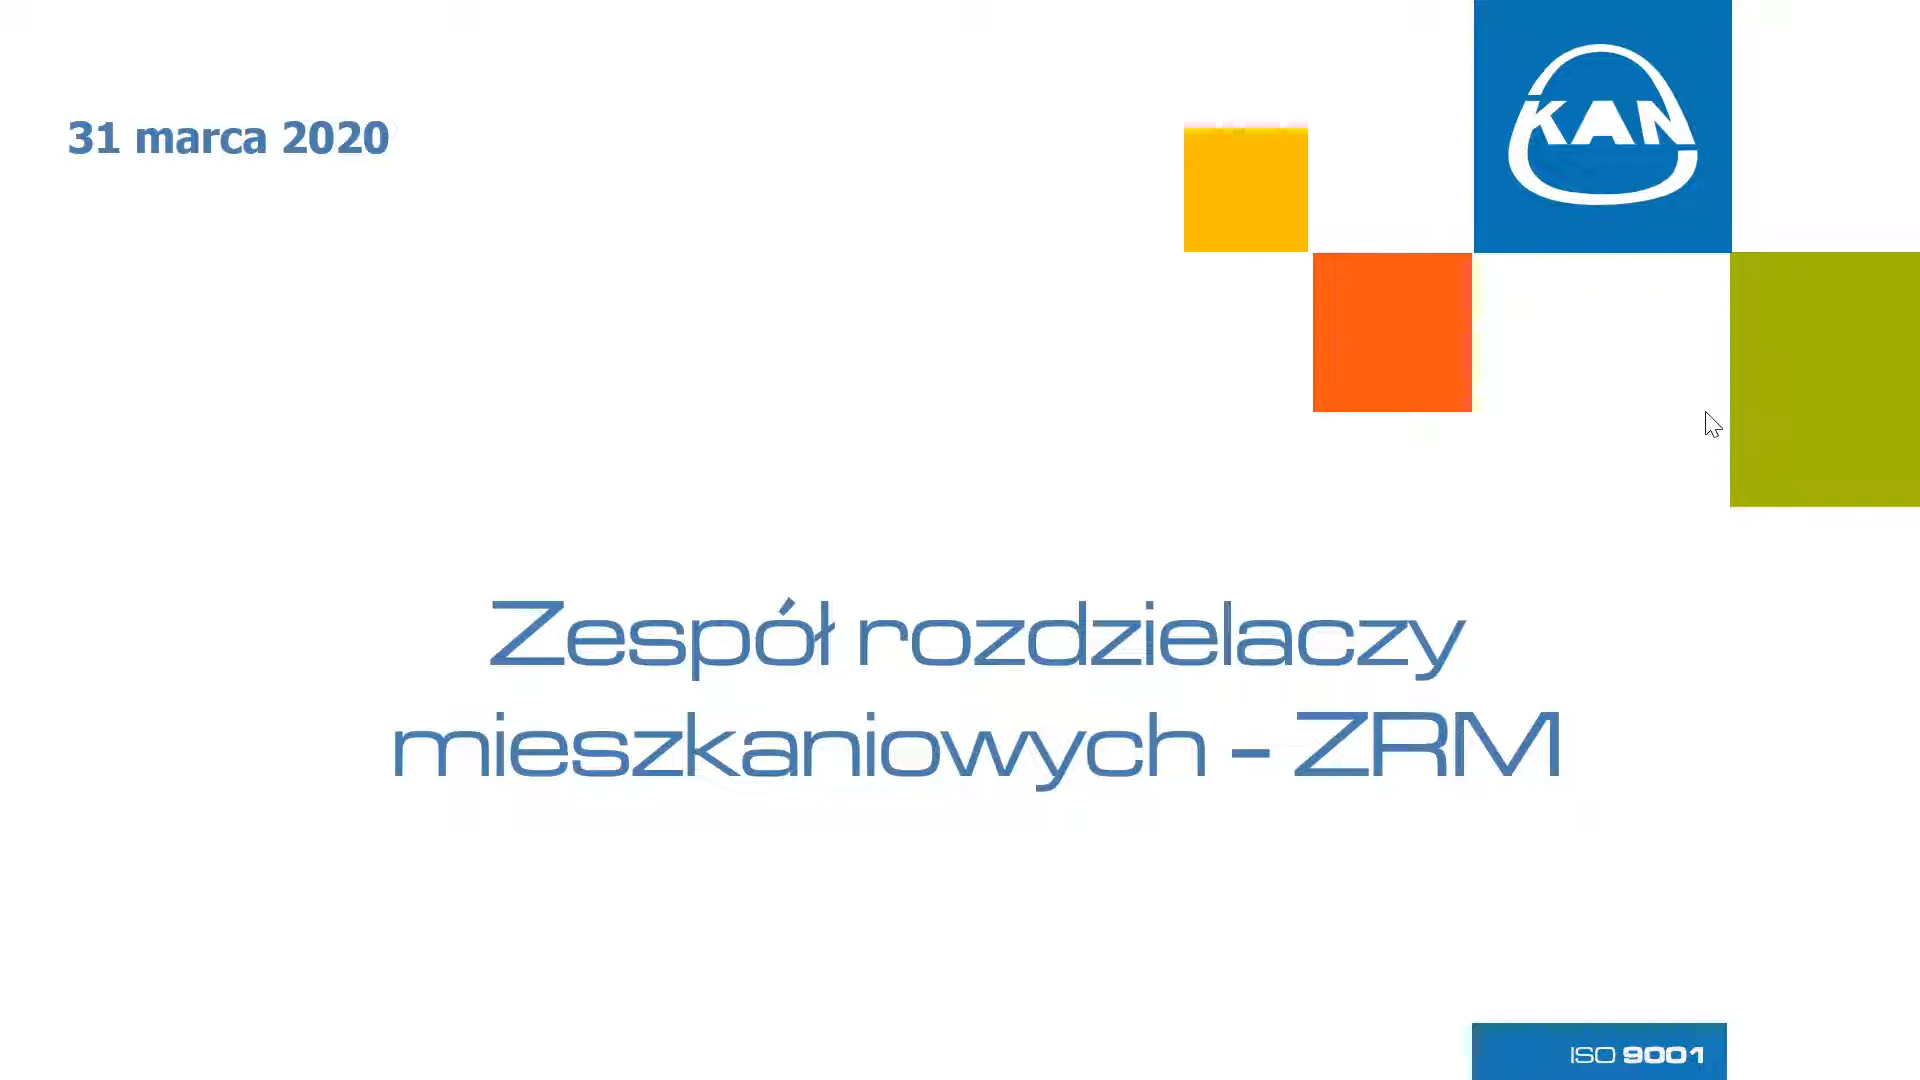 31 marca 2020
KAN
Zespół rozdzielaczy
mieszkaniowych - ZRM
ISO 9001